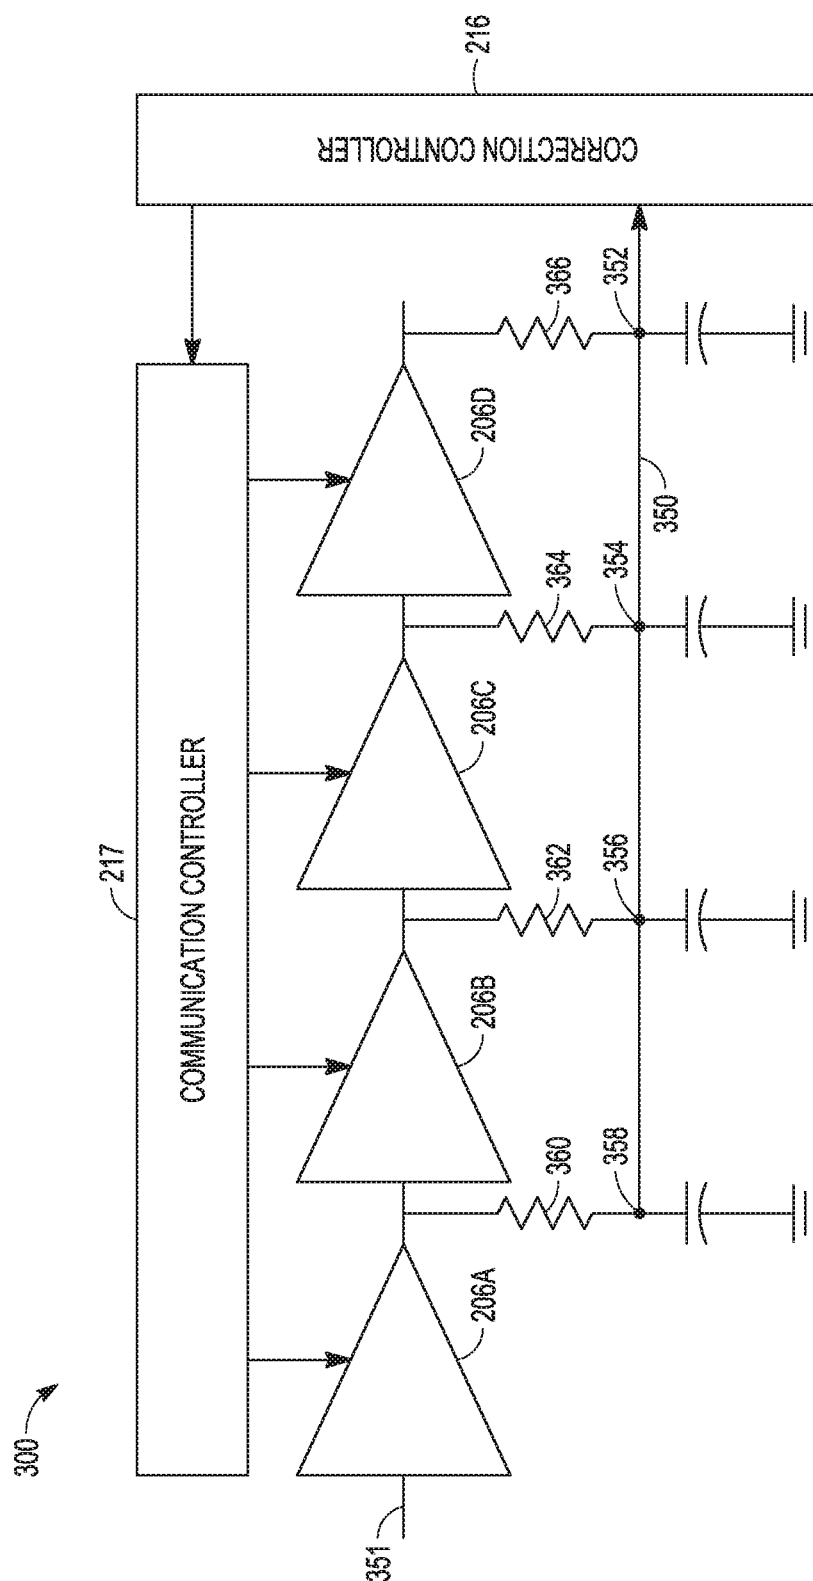 300
217
COMMUNICATION CONTROLLER
216
CORRECTION CONTROLLER
351
206A
206B
206C
206D
360
362
364
366
358
356
354
350
352